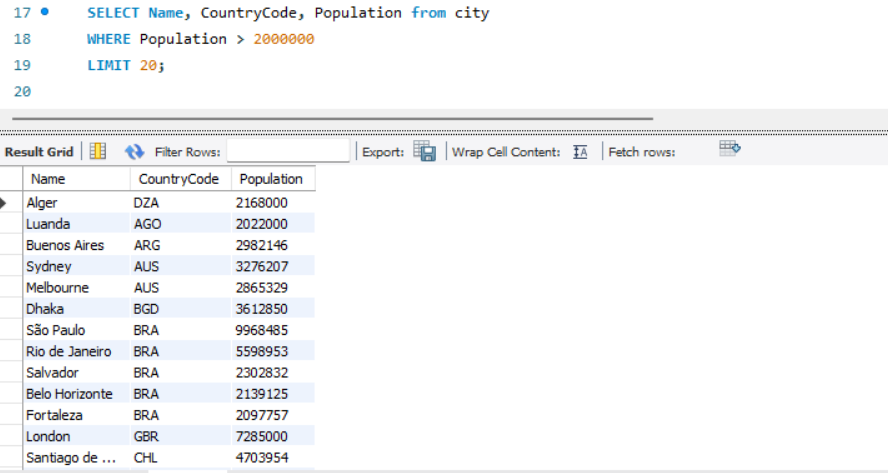 17 SELECT Name, CountryCode, Population from city
18 WHERE Population > 2000000
19 LIMIT 20;
20
Result Grid Filter Rows: Export: Wrap Cell Content: IA Fetch rows:
Name CountryCode Population
Alger DZA 2168000
Luanda AGO 2022000
Buenos Aires ARG 2982146
Sydney AUS 3276207
Melbourne AUS 2865329
Dhaka BGD 3612850
São Paulo BRA 9968485
Rio de Janeiro BRA 5598953
Salvador BRA 2302832
Belo Horizonte BRA 2139125
Fortaleza BRA 2097757
London GBR 7285000
Santiago de ... CHL 4703954